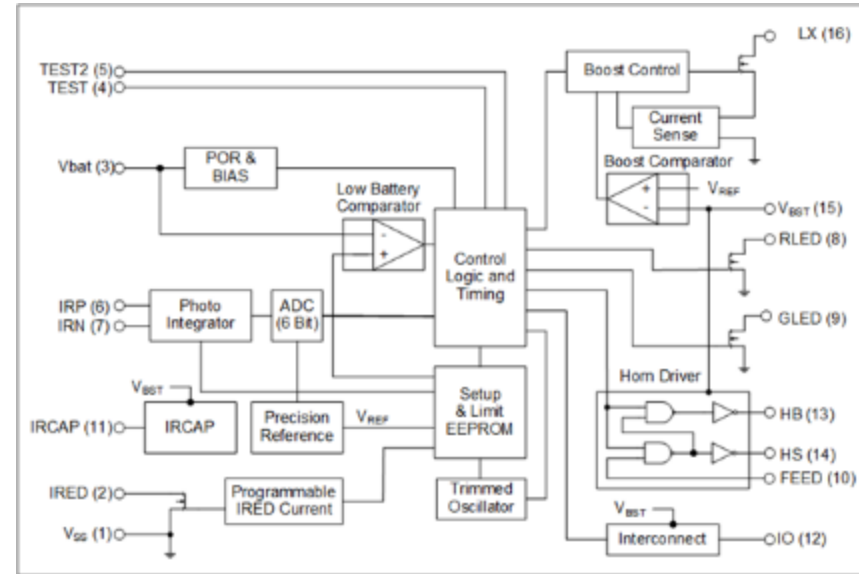 LX (16)
TEST2 (5)
TEST (4)
Boost Control
Current
Sense
Vbat (3)
POR &
BIAS
Boost Comparator
Low Battery
Comparator
+
-
VREF
VBST (15)
-
+
RLED (8)
Control
Logic and
Timing
IRP (6)
IRN (7)
Photo
Integrator
ADC
(6 Bit)
GLED (9)
Horn Driver
VBST
Setup
& Limit
EEPROM
HB (13)
IRCAP (11)
IRCAP
Precision
Reference
VREF
HS (14)
FEED (10)
IRED (2)
Programmable
IRED Current
Trimmed
Oscillator
VBST
VSS (1)
Interconnect
IO (12)